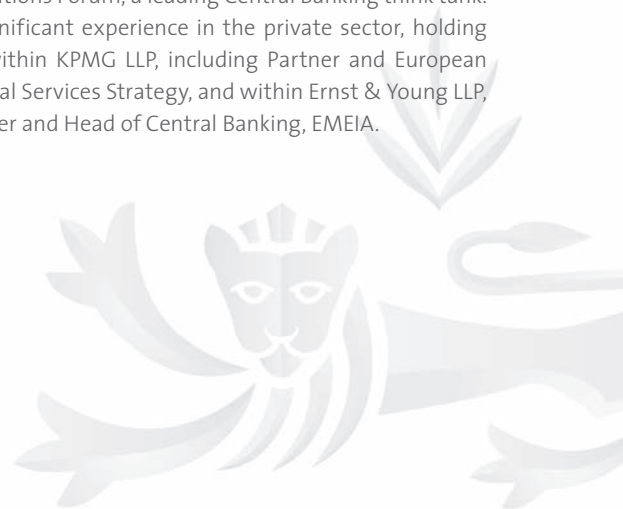 ations Forum, a leading Central Banking think tank.
nificant experience in the private sector, holding
within KPMG LLP, including Partner and European
al Services Strategy, and within Ernst & Young LLP,
er and Head of Central Banking, EMEIA.